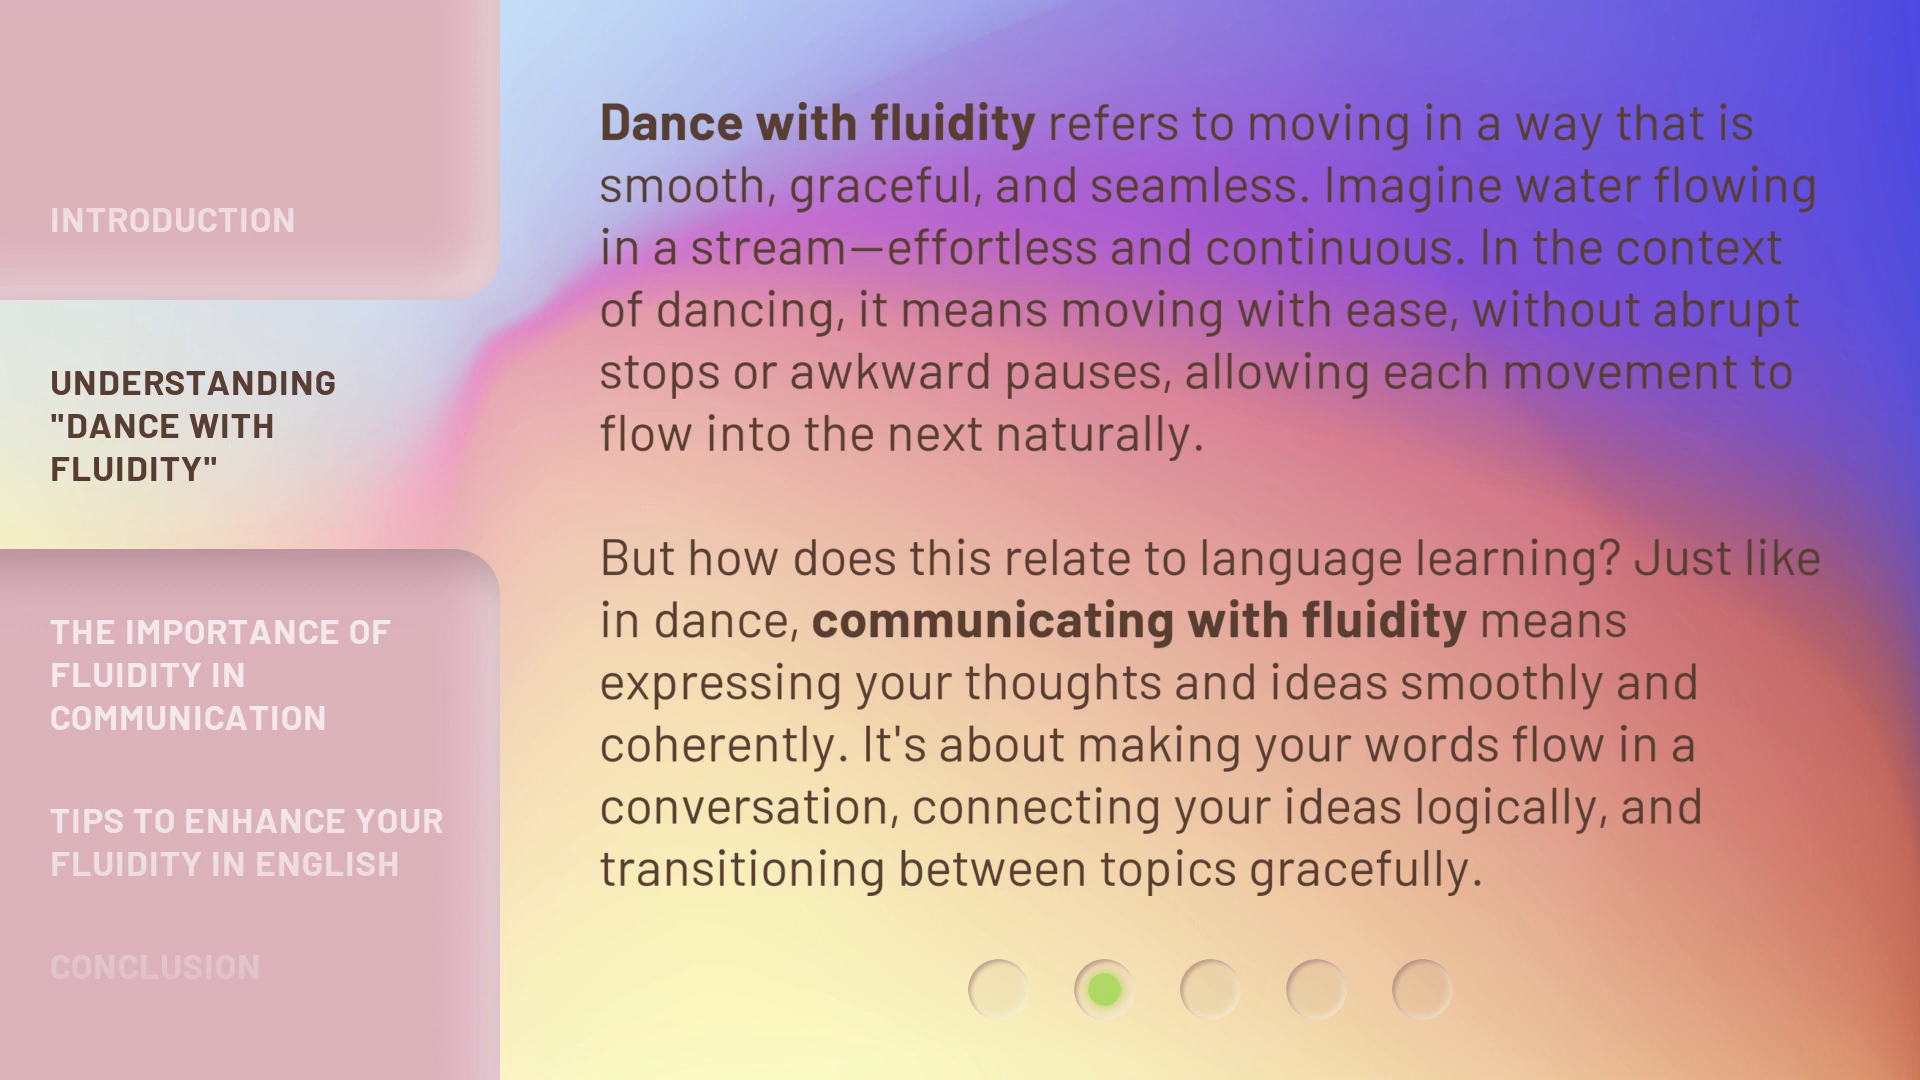 INTRODUCTION
UNDERSTANDING
"DANCE WITH
FLUIDITY"
THE IMPORTANCE OF
FLUIDITY IN
COMMUNICATION
TIPS TO ENHANCE YOUR
FLUIDITY IN ENGLISH
CONCLUSION
Dance with fluidity refers to moving in a way that is
smooth, graceful, and seamless. Imagine water flowing
in a stream—effortless and continuous. In the context
of dancing, it means moving with ease, without abrupt
stops or awkward pauses, allowing each movement to
flow into the next naturally.
But how does this relate to language learning? Just like
in dance, communicating with fluidity means
expressing your thoughts and ideas smoothly and
coherently. It's about making your words flow in a
conversation, connecting your ideas logically, and
transitioning between topics gracefully.